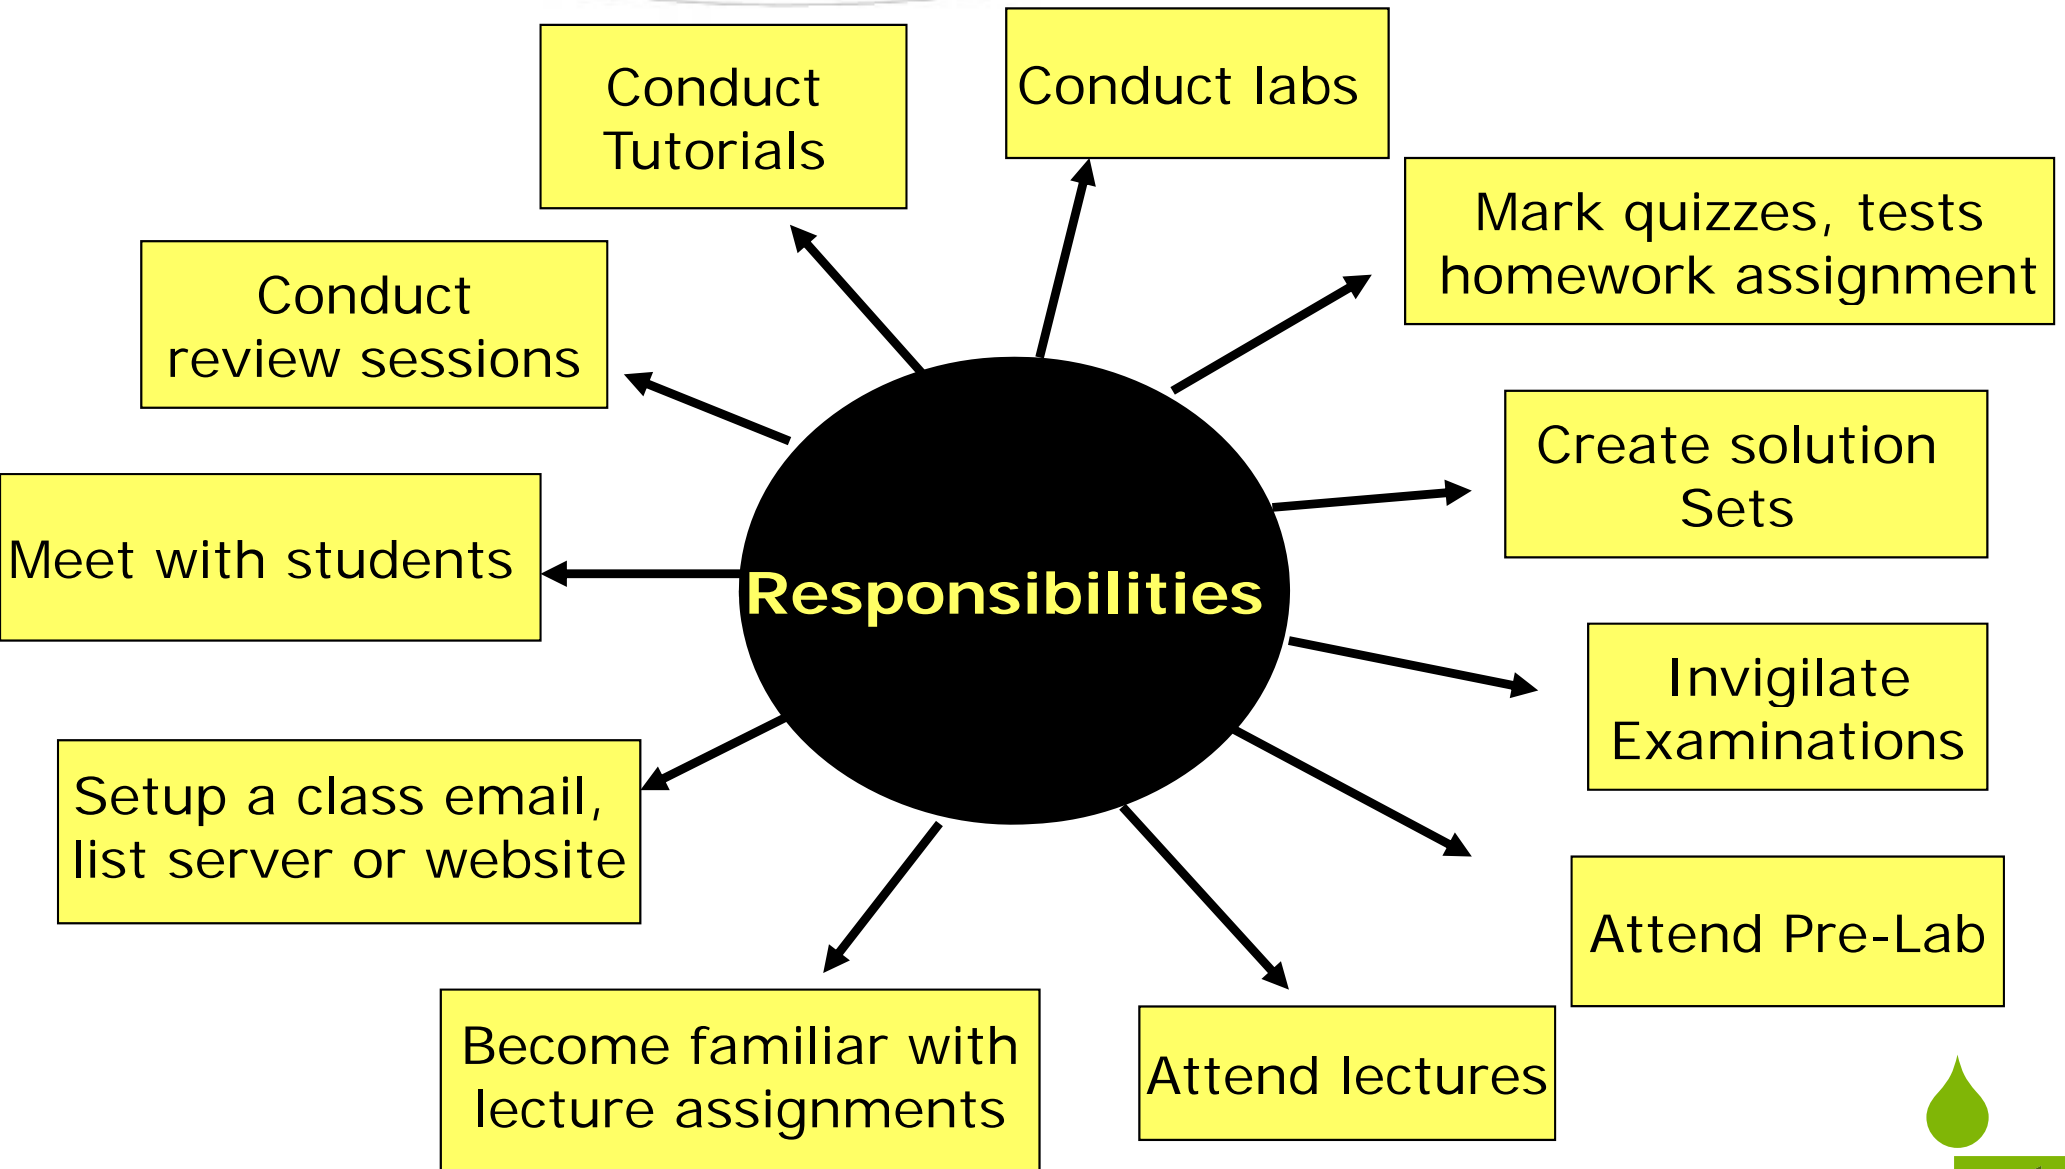 Conduct
Tutorials
Conduct labs
Mark quizzes, tests
homework assignment
Conduct
review sessions
Create solution
Sets
Meet with students
Responsibilities
Invigilate
Examinations
Setup a class email,
list server or website
Attend Pre-Lab
Become familiar with
lecture assignments
Attend lectures